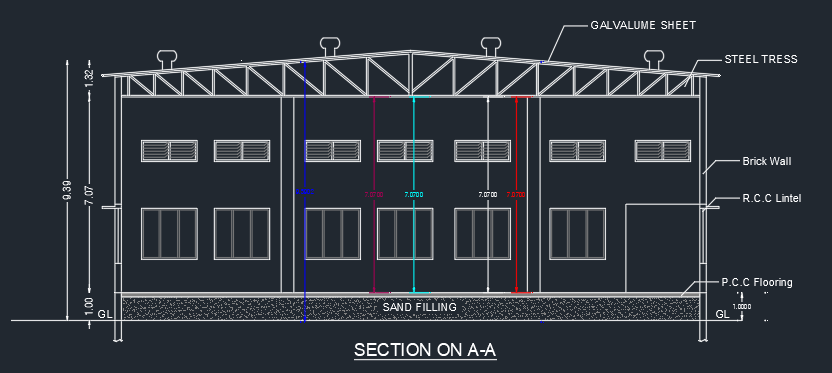 GALVALUME SHEET
STEEL TRESS
1.32
Brick Wall
9.39
7.07
7.0700
7.0700
7.0700
7.0700
R.C.C Lintel
P.C.C Flooring
1.00
SAND FILLING
1.0000
GL
GL
SECTION ON A-A